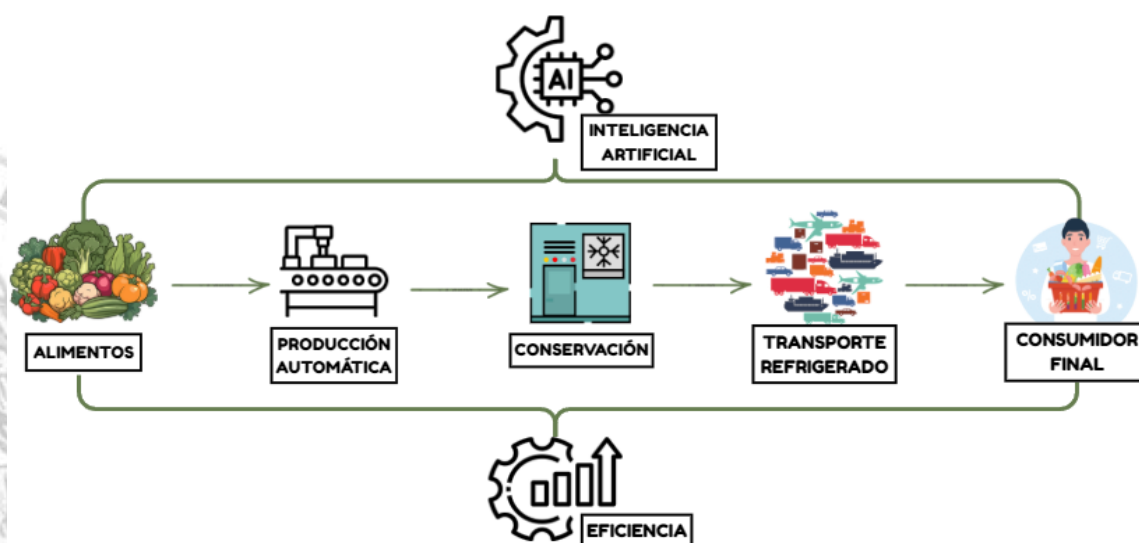 AI
INTELIGENCIA
ARTIFICIAL
ALIMENTOS
PRODUCCIÓN
AUTOMÁTICA
CONSERVACIÓN
TRANSPORTE
REFRIGERADO
CONSUMIDOR
FINAL
EFICIENCIA